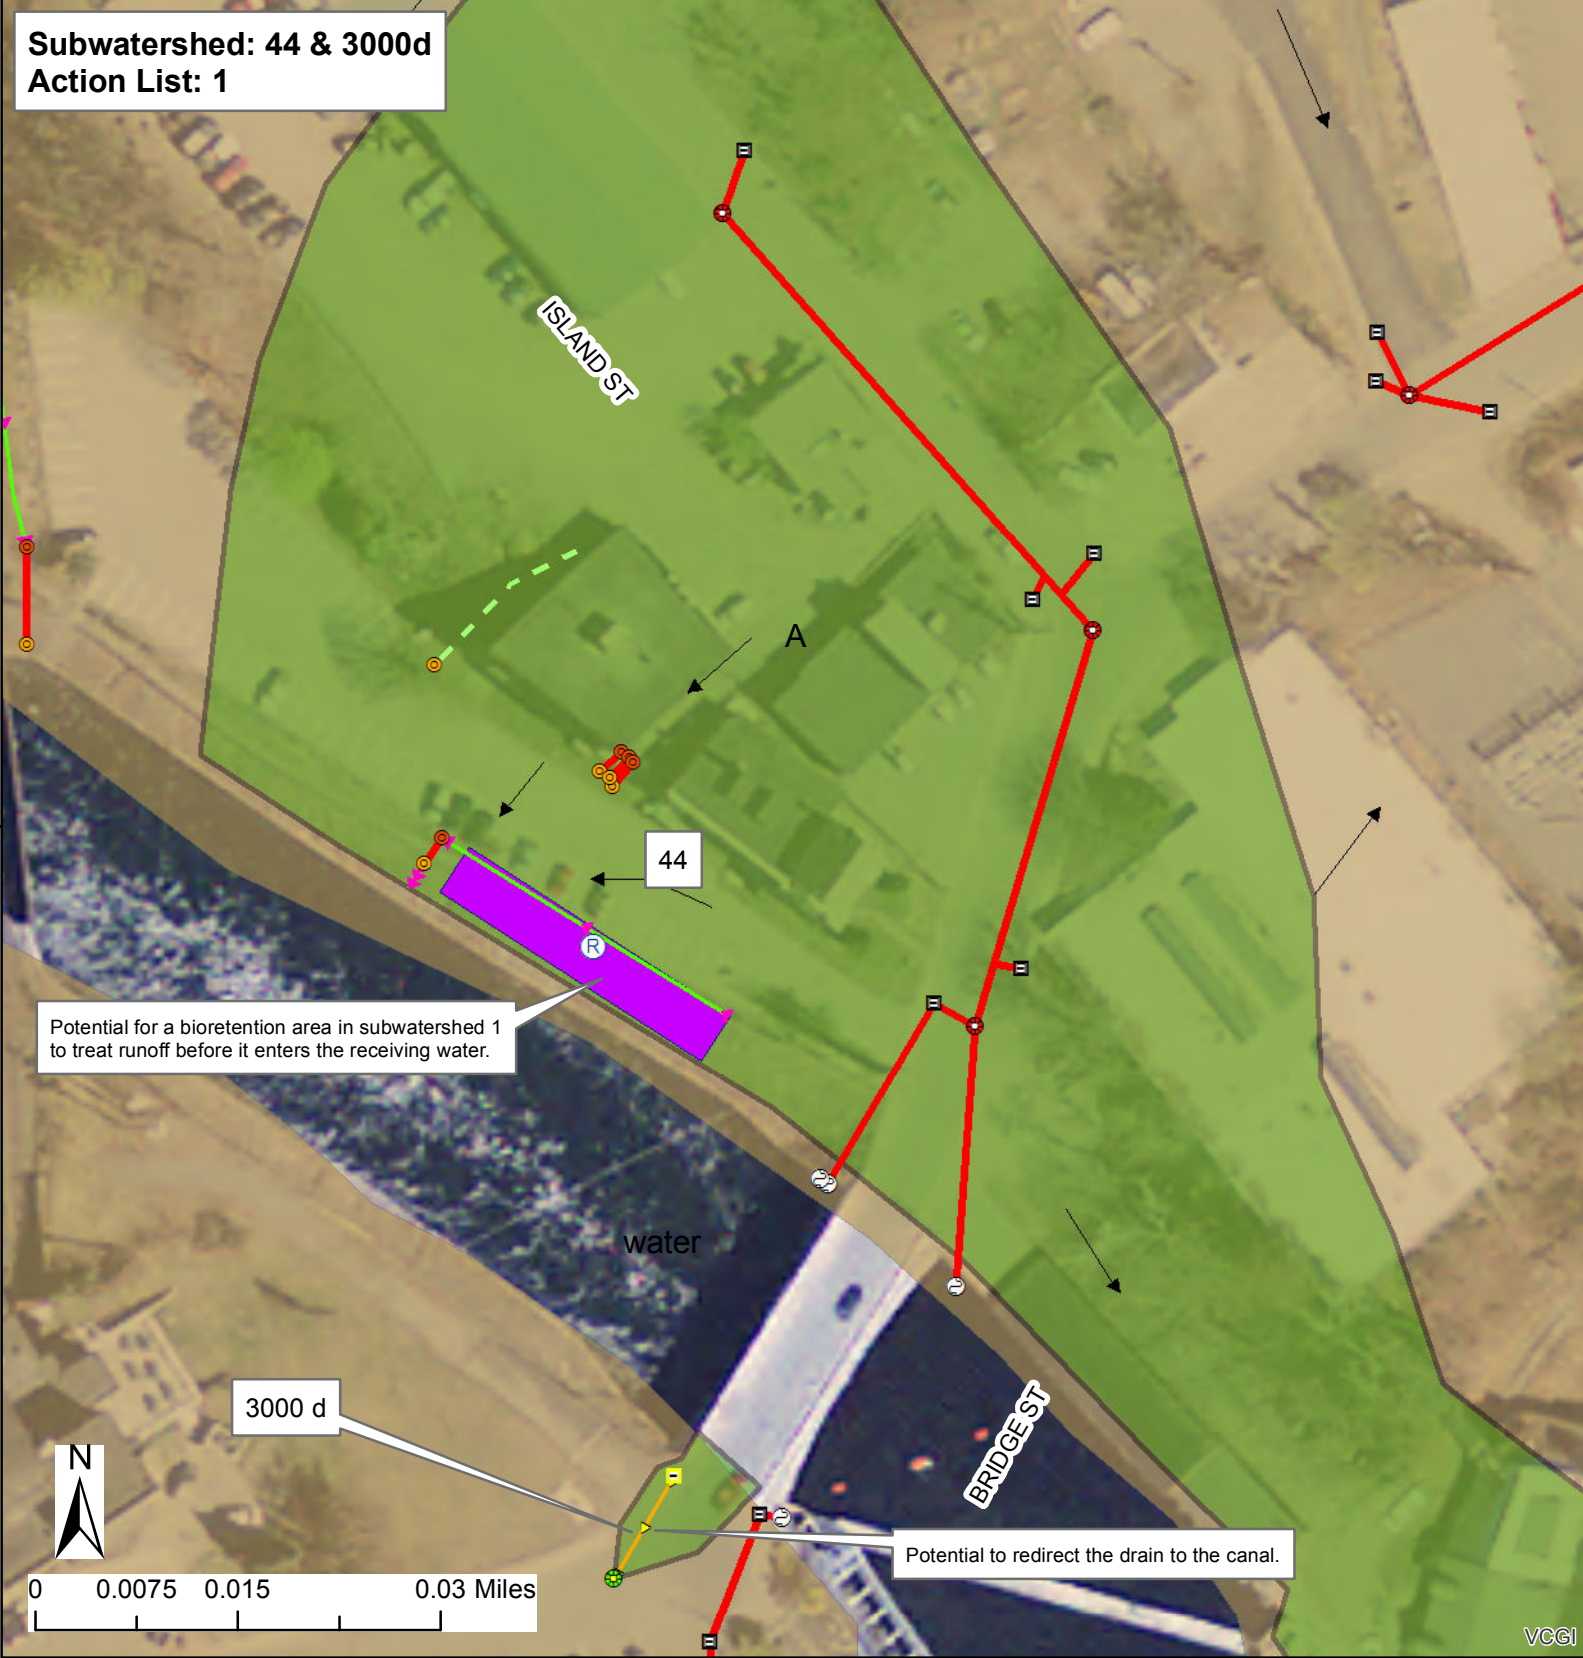 Subwatershed: 44 & 3000d
Action List: 1
ISLAND ST
A
44
R
Potential for a bioretention area in subwatershed 1
to treat runoff before it enters the receiving water.
water
3000 d
BRIDGE ST
N
Potential to redirect the drain to the canal.
0 0.0075 0.015 0.03 Miles
VCGI